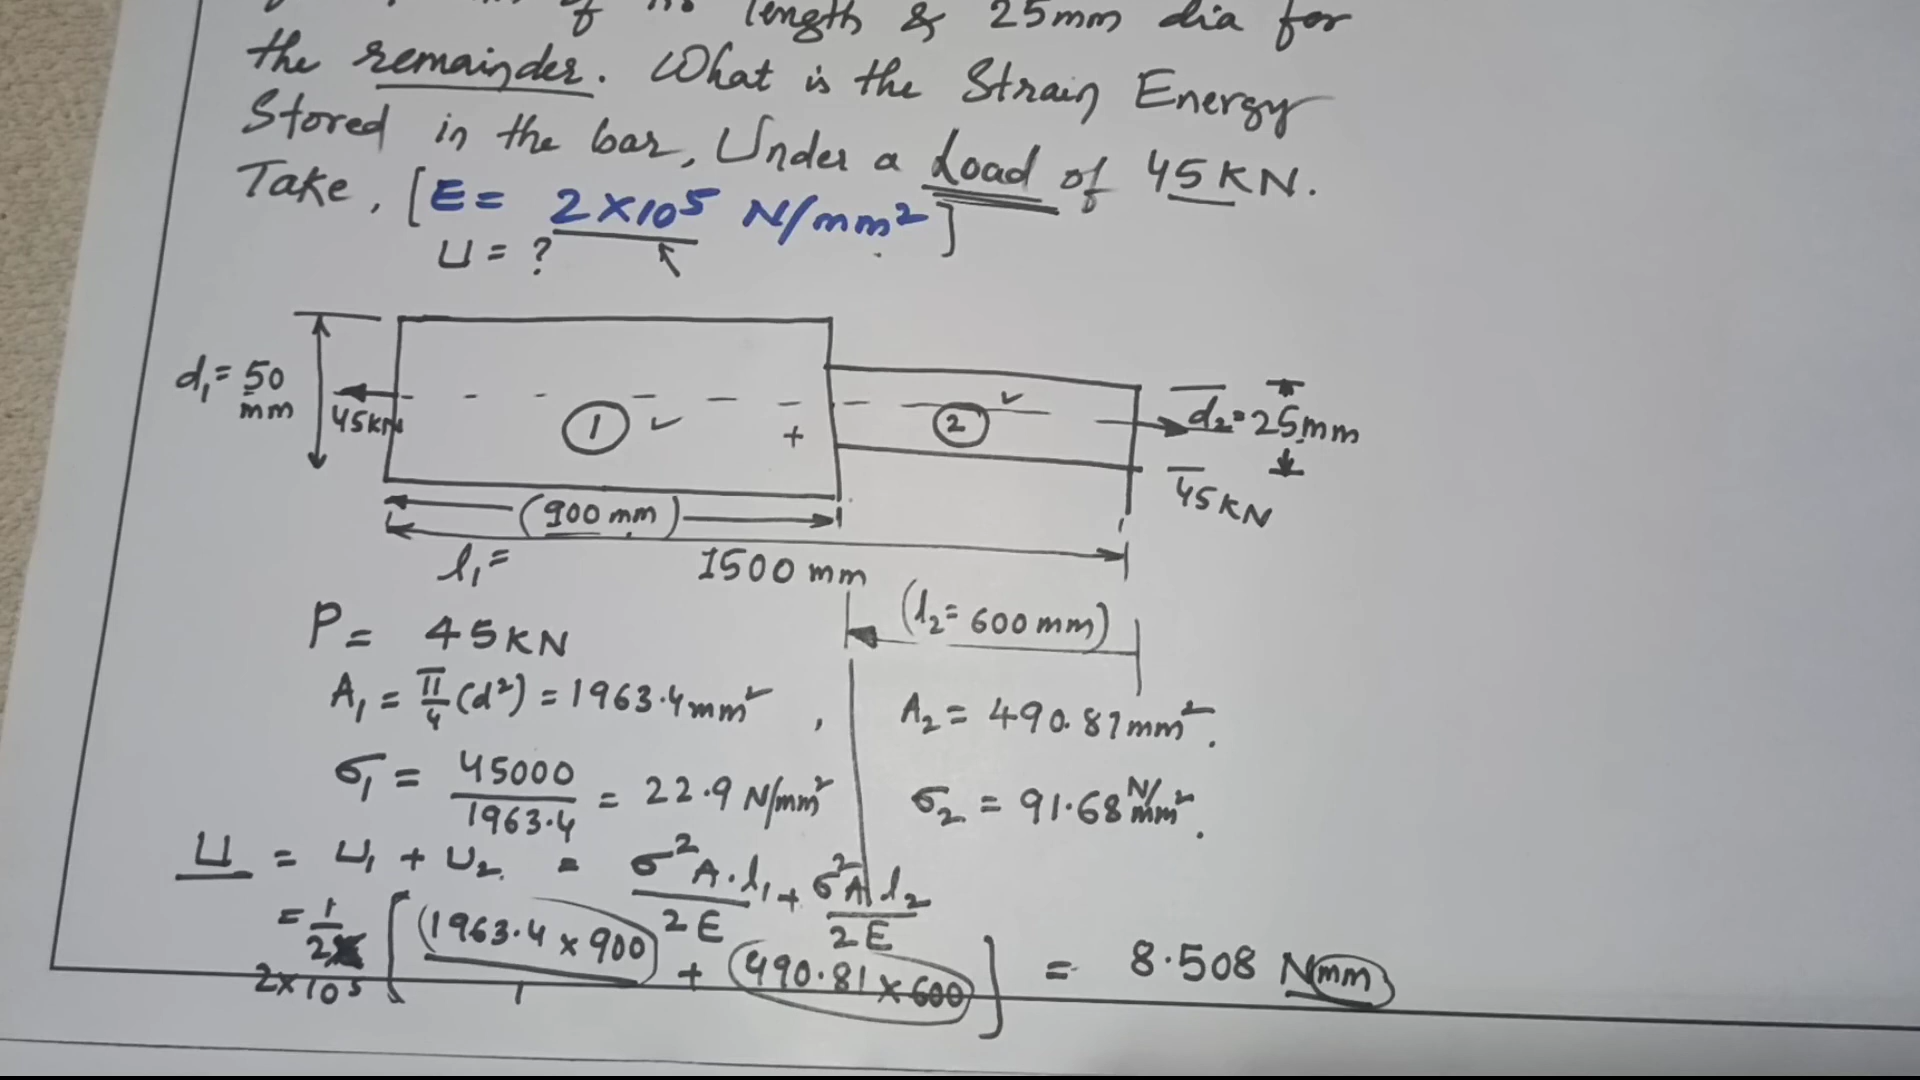 of its length & 25mm dia for
the remainder. What is the Strain Energy
Stored in the bar, Under a Load of 45KN.
Take, [E= 2×10⁵ N/mm²]
U = ?
d₁= 50 mm
45KN
1
+
2
d₂= 25mm
45KN
(900 mm)
l₁=
1500 mm
(l₂= 600 mm)
P= 45KN
A₁ = π/4 (d²) = 1963.4mm² , A₂ = 490.87mm².
σ₁ = 45000/1963.4 = 22.9 N/mm² σ₂ = 91.68 N/mm².
U = U₁ + U₂ = σ²A.l₁/2E + σ²A l₂/2E
= 1/2×2×10⁵ [(1963.4 × 900)/1 + (490.81 × 600)] = 8.508 Nmm